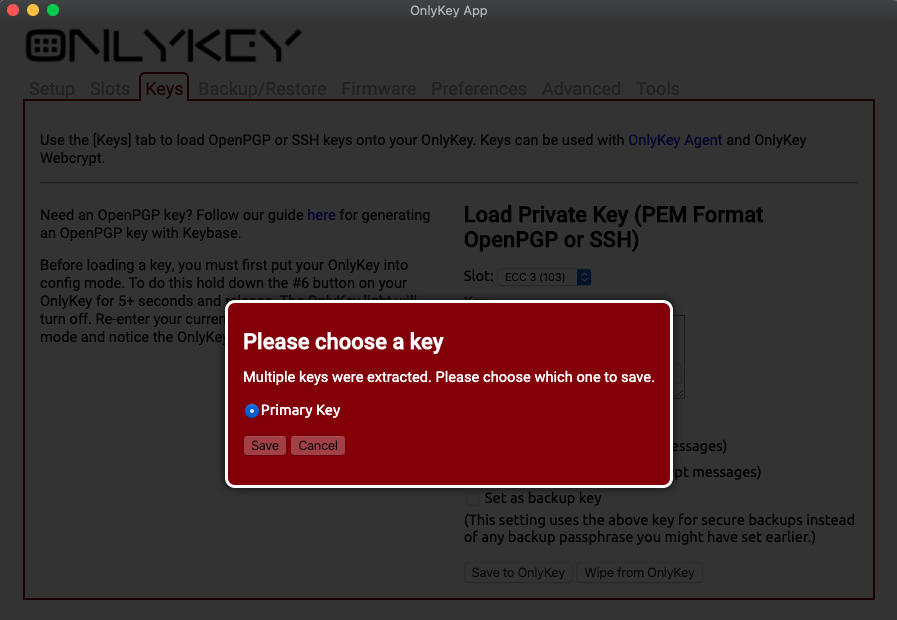 OnlyKey App
ONLYKEY
Setup Slots Keys Backup/Restore Firmware Preferences Advanced Tools
Use the [Keys] tab to load OpenPGP or SSH keys onto your OnlyKey. Keys can be used with OnlyKey Agent and OnlyKey
Webcrypt.
Need an OpenPGP key? Follow our guide here for generating
an OpenPGP key with Keybase.
Before loading a key, you must first put your OnlyKey into
config mode. To do this hold down the #6 button on your
OnlyKey for 5+ seconds and release. The OnlyKey light will
turn off. Re-enter your curren
mode and notice the OnlyKey
Load Private Key (PEM Format
OpenPGP or SSH)
Slot: ECC 3 (103)
Please choose a key
Multiple keys were extracted. Please choose which one to save.
Primary Key
Save Cancel
essages)
pt messages)
Set as backup key
(This setting uses the above key for secure backups instead
of any backup passphrase you might have set earlier.)
Save to OnlyKey Wipe from OnlyKey